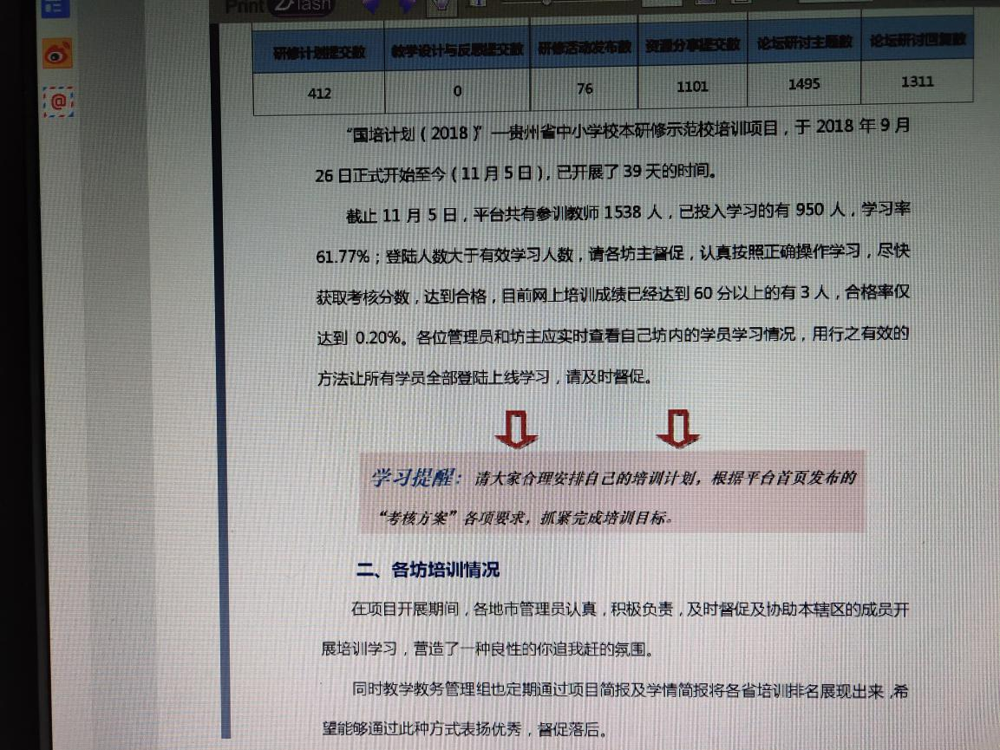 Print Flash
研修计划提交数 教学设计与反思提交数 研修活动发布数 资源分享提交数 论坛研讨主题数 论坛研讨回复数
412 0 76 1101 1495 1311
“国培计划（2018）”—贵州省中小学校本研修示范校培训项目，于 2018 年 9 月
26 日正式开始至今（11 月 5 日），已开展了 39 天的时间。
截止 11 月 5 日，平台共有参训教师 1538 人，已投入学习的有 950 人，学习率
61.77%；登陆人数大于有效学习人数，请各坊主督促，认真按照正确操作学习，尽快
获取考核分数，达到合格，目前网上培训成绩已经达到 60 分以上的有 3 人，合格率仅
达到 0.20%。各位管理员和坊主应实时查看自己坊内的学员学习情况，用行之有效的
方法让所有学员全部登陆上线学习，请及时督促。
学习提醒：请大家合理安排自己的培训计划，根据平台首页发布的
“考核方案”各项要求，抓紧完成培训目标。
二、各坊培训情况
在项目开展期间，各地市管理员认真，积极负责，及时督促及协助本辖区的成员开
展培训学习，营造了一种良性的你追我赶的氛围。
同时教学教务管理组也定期通过项目简报及学情简报将各省培训排名展现出来，希
望能够通过此种方式表扬优秀，督促落后。